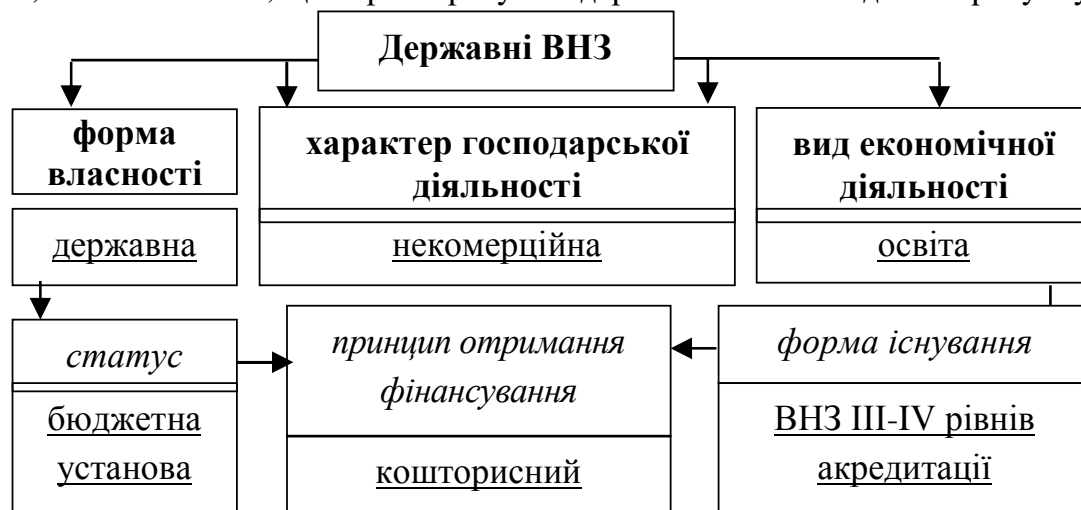 Державні ВНЗ
форма
власності
характер господарської
діяльності
вид економічної
діяльності
державна
некомерційна
освіта
статус
принцип отримання
фінансування
форма існування
бюджетна
установа
кошторисний
ВНЗ III-IV рівнів
акредитації